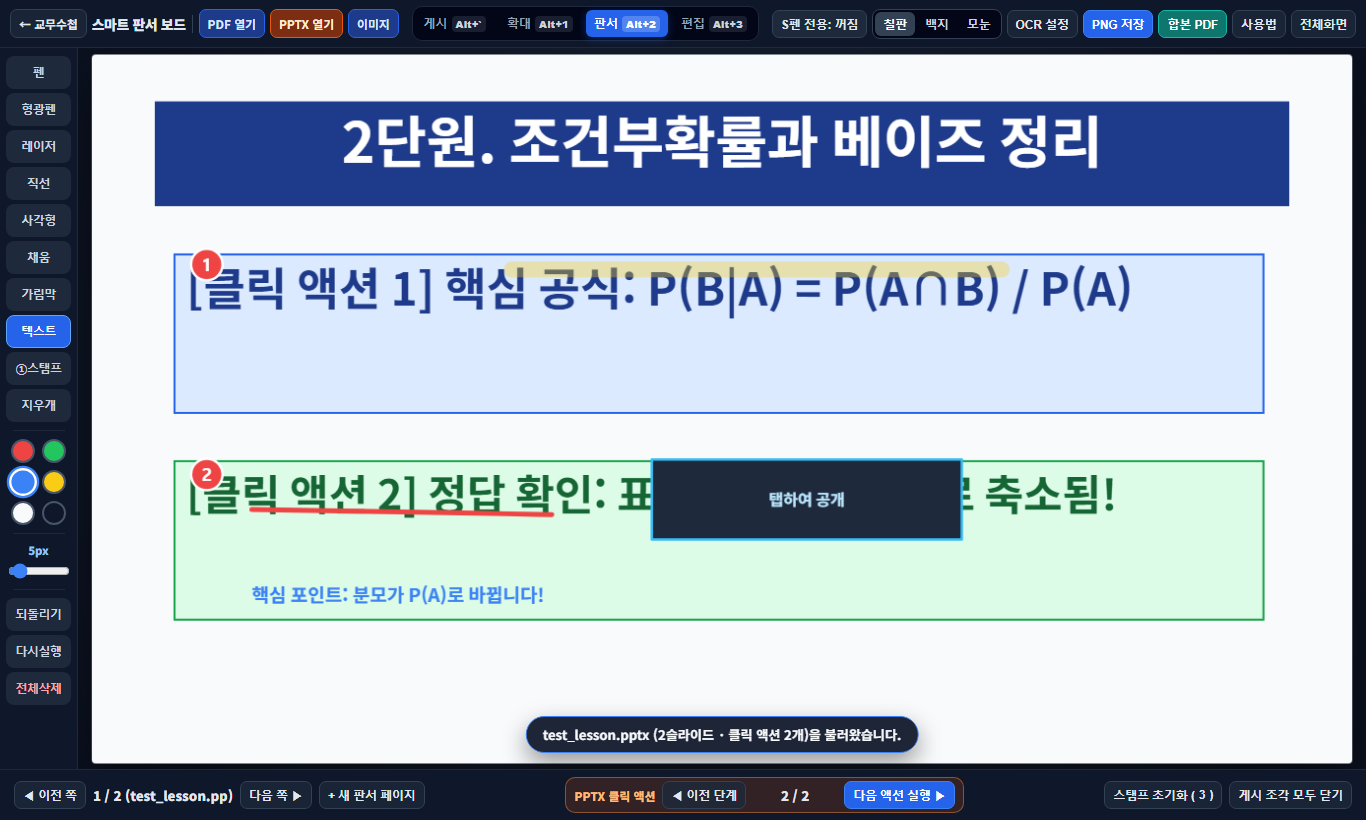 ← 교무수첩 스마트 판서 보드 PDF 열기 PPTX 열기 이미지 게시 Alt+` 확대 Alt+1 판서 Alt+2 편집 Alt+3 S펜 전용: 꺼짐 칠판 백지 모눈 OCR 설정 PNG 저장 합본 PDF 사용법 전체화면
펜
형광펜
레이저
직선
사각형
채움
가림막
텍스트
①스탬프
지우개
5px
되돌리기
다시실행
전체삭제
2단원. 조건부확률과 베이즈 정리
1
[클릭 액션 1] 핵심 공식: P(B|A) = P(A∩B) / P(A)
2
[클릭 액션 2] 정답 확인: 표 탭하여 공개 로 축소됨!
핵심 포인트: 분모가 P(A)로 바뀝니다!
test_lesson.pptx (2슬라이드 · 클릭 액션 2개)을 불러왔습니다.
◀ 이전 쪽 1 / 2 (test_lesson.pp) 다음 쪽 ▶ + 새 판서 페이지 PPTX 클릭 액션 ◀ 이전 단계 2 / 2 다음 액션 실행 ▶ 스탬프 초기화 ( 3 ) 게시 조각 모두 닫기